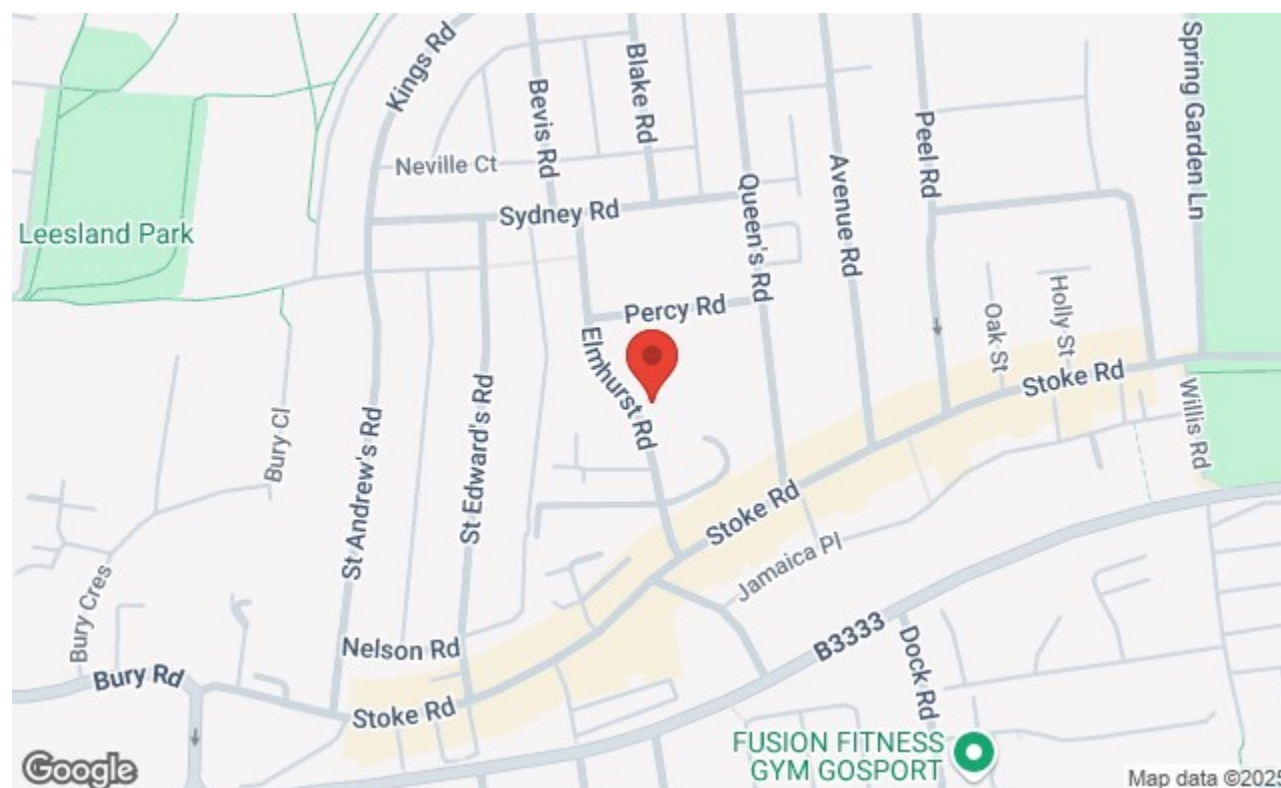 Kings Rd
Bevis Rd
Blake Rd
Spring Garden Ln
Peel Rd
Avenue Rd
Neville Ct
Queen's Rd
Sydney Rd
Leesland Park
Percy Rd
Holly St
Oak St
Elmhurst Rd
Stoke Rd
Willis Rd
Bury Cl
St Andrew's Rd
St Edward's Rd
Stoke Rd
Jamaica Pl
Bury Cres
Nelson Rd
B3333
Dock Rd
Bury Rd
Stoke Rd
FUSION FITNESS
GYM GOSPORT
Google
Map data ©2025